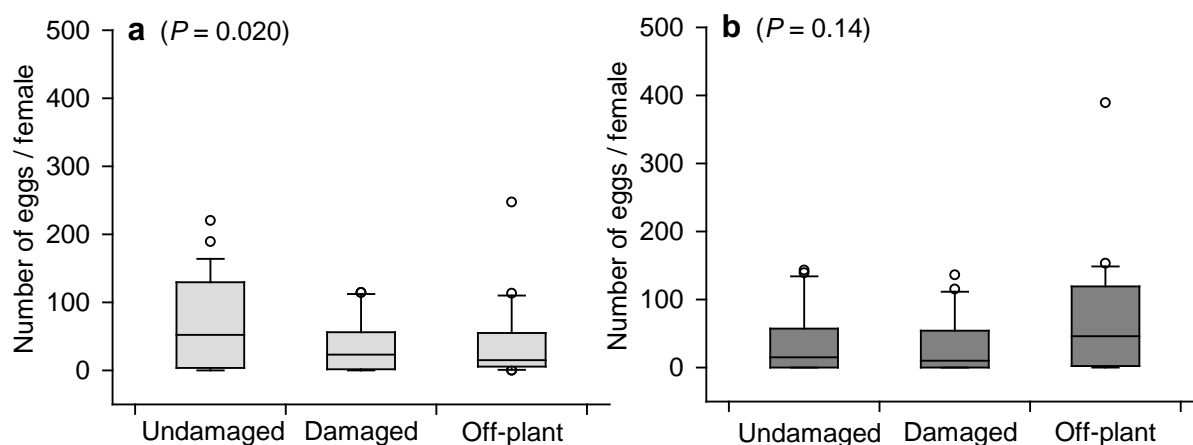 a (P = 0.020)
Number of eggs / female
500
400
300
200
100
0
Undamaged Damaged Off-plant
b (P = 0.14)
Number of eggs / female
500
400
300
200
100
0
Undamaged Damaged Off-plant